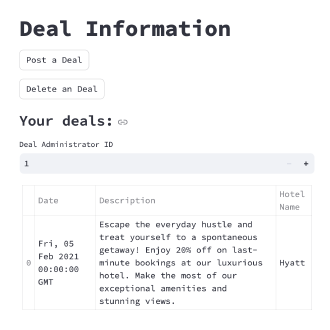 Deal Information
Post a Deal
Delete an Deal
Your deals:
Deal Administrator ID
1 − +
Date Description Hotel Name
0 Fri, 05 Feb 2021 00:00:00 GMT
Escape the everyday hustle and
treat yourself to a spontaneous
getaway! Enjoy 20% off on last-
minute bookings at our luxurious
hotel. Make the most of our
exceptional amenities and
stunning views.
Hyatt